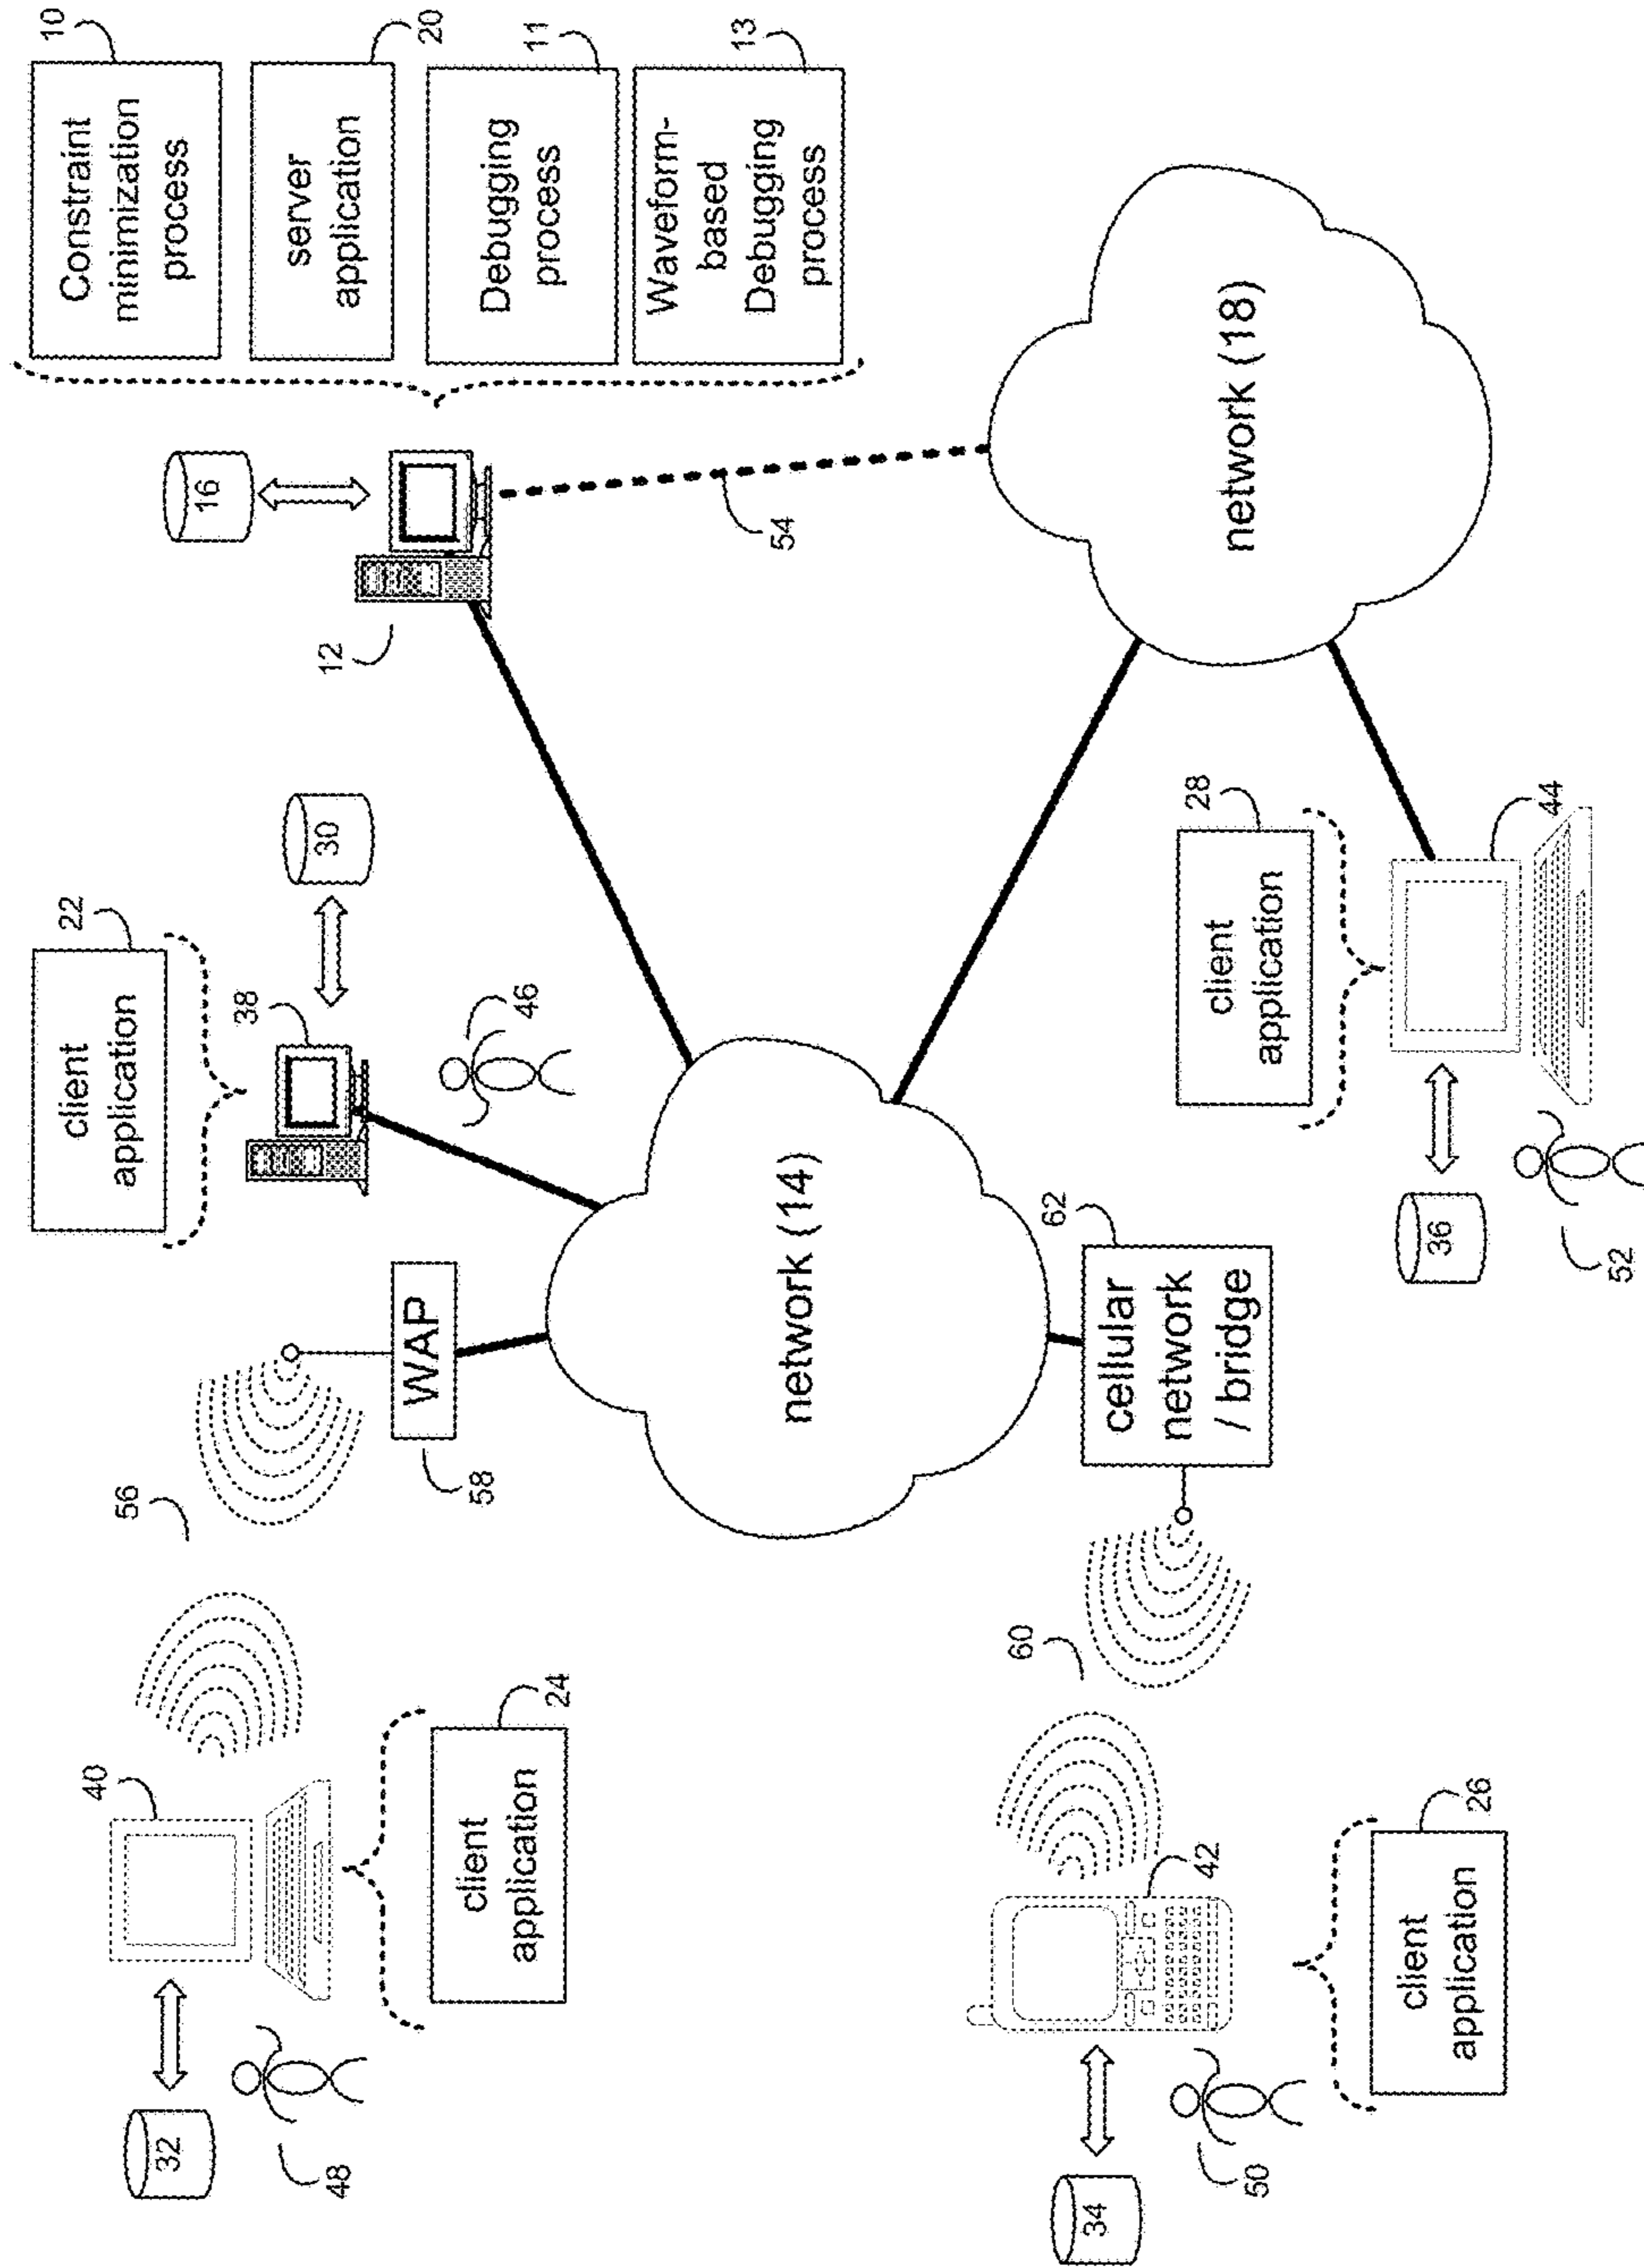 32
48
40
client
application
24
56
WAP
58
client
application
22
38
30
46
16
12
Constraint
minimization
process
10
server
application
20
Debugging
process
11
Waveform-
based
Debugging
process
13
54
network (14)
34
50
42
client
application
26
60
cellular
network
/ bridge
62
client
application
28
36
52
44
network (18)